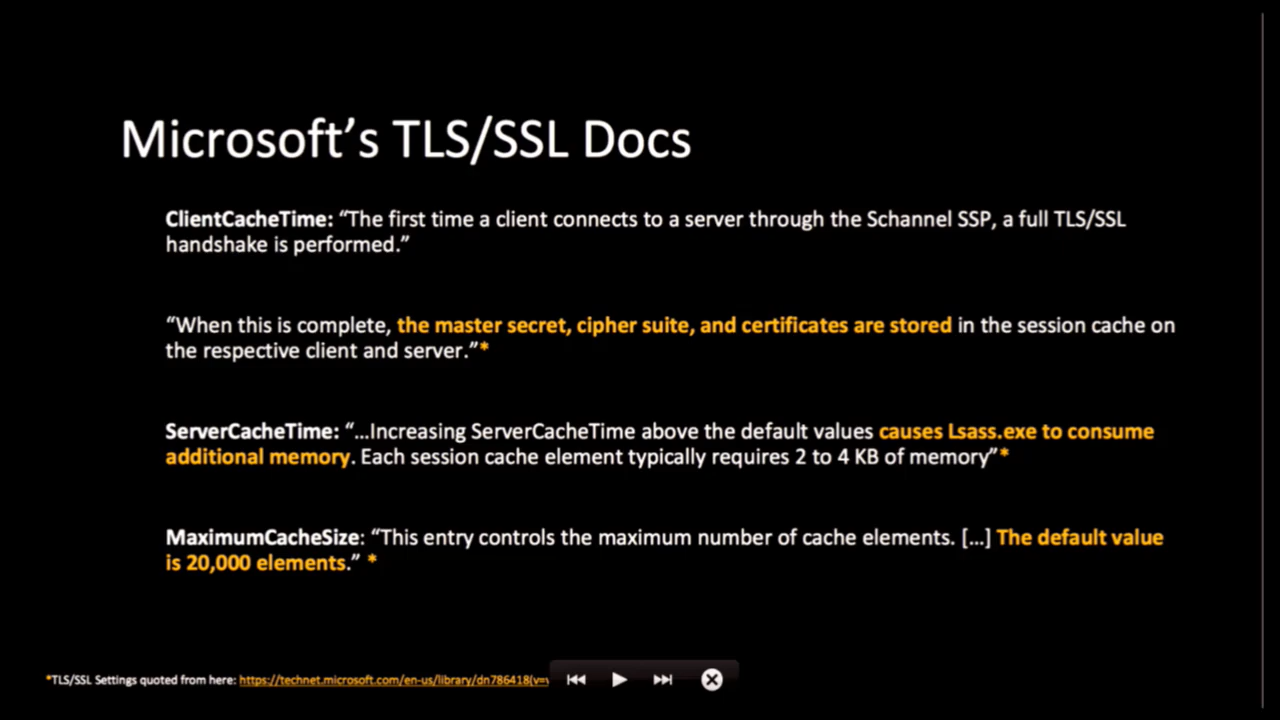 Microsoft’s TLS/SSL Docs
ClientCacheTime: “The first time a client connects to a server through the Schannel SSP, a full TLS/SSL
handshake is performed.”
“When this is complete, the master secret, cipher suite, and certificates are stored in the session cache on
the respective client and server.”*
ServerCacheTime: “…Increasing ServerCacheTime above the default values causes Lsass.exe to consume
additional memory. Each session cache element typically requires 2 to 4 KB of memory”*
MaximumCacheSize: “This entry controls the maximum number of cache elements. […] The default value
is 20,000 elements.” *
*TLS/SSL Settings quoted from here: https://technet.microsoft.com/en-us/library/dn786418(v=